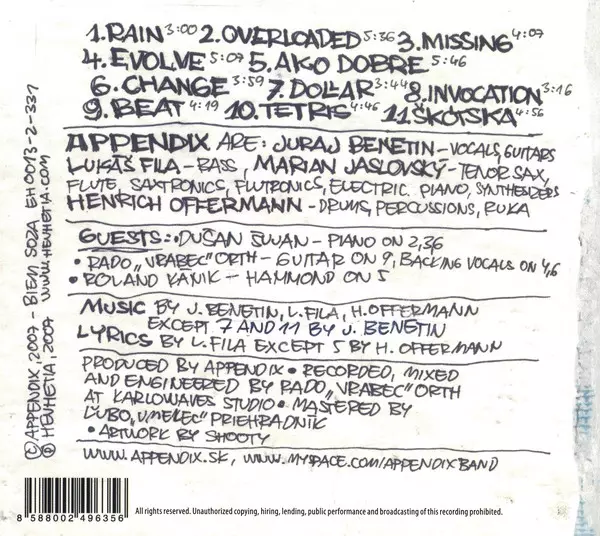 1. RAIN 3:00 2. OVERLOADED 5:36 3. MISSING 4:07
4. EVOLVE 5:07 5. AKO DOBRE 5:46
6. CHANGE 3:59 7. DOLLAR 3:44 8. INVOCATION 3:16
9. BEAT 4:19 10. TETRIS 4:46 11. ŠKÓTSKA 4:56
APPENDIX ARE: JURAJ BENETIN – VOCALS, GUITARS
LUKÁŠ FILA – BASS, MARIAN JASLOVSKÝ – TENOR SAX,
FLUTE, SAXTRONICS, FLUTRONICS, ELECTRIC PIANO, SYNTHESIZERS
HENRICH OFFERMANN – DRUMS, PERCUSSIONS, RUKA
GUESTS: • DUŠAN ŠUJAN – PIANO ON 2,3,6
• RADO „VRABEC" ORTH – GUITAR ON 9, BACKING VOCALS ON 4,6
• ROLAND KÁNIK – HAMMOND ON 5
MUSIC BY J. BENETIN, L. FILA, H. OFFERMANN
EXCEPT 7 AND 11 BY J. BENETIN
LYRICS BY L. FILA EXCEPT 5 BY H. OFFERMANN
PRODUCED BY APPENDIX • RECORDED, MIXED
AND ENGINEERED BY RADO „VRABEC" ORTH
AT KARLOWAVES STUDIO • MASTERED BY
ĽUBO „UMELEC" PRIEHRADNIK
• ARTWORK BY SHOOTY
WWW.APPENDIX.SK, WWW.MYSPACE.COM/APPENDIXBAND
© APPENDIX, 2007 – BIEM, SOZA EH 0013-2-331
℗ HEVHETIA, 2007 WWW.HEVHETIA.COM
8 588002 496356
All rights reserved. Unauthorized copying, hiring, lending, public performance and broadcasting of this recording prohibited.